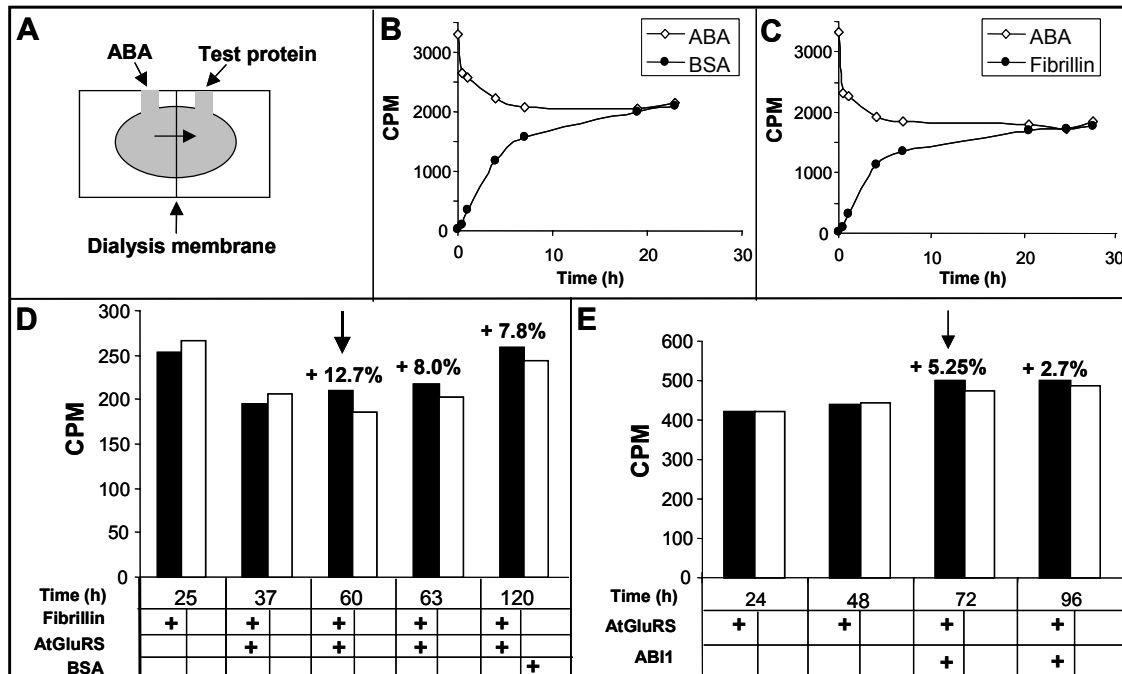 A
ABA
Test protein
Dialysis membrane
B
ABA
BSA
CPM
3000
2000
1000
0
0 10 20 30
Time (h)
C
ABA
Fibrillin
CPM
3000
2000
1000
0
0 10 20 30
Time (h)
D
CPM
300
250
200
150
100
50
0
+ 12.7%
+ 8.0%
+ 7.8%
Time (h) 25 37 60 63 120
Fibrillin + + + + +
AtGluRS + + + +
BSA +
E
CPM
600
500
400
300
200
100
0
+ 5.25%
+ 2.7%
Time (h) 24 48 72 96
AtGluRS + + + +
ABI1 + +